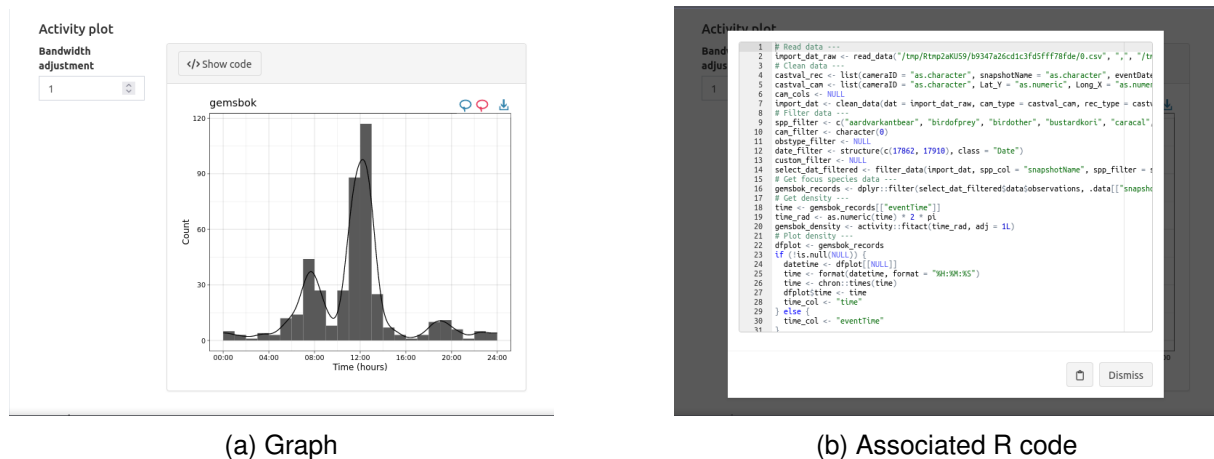 Activity plot
Bandwidth
adjustment
1
</> Show code
gemsbok
120
90
60
30
0
Count
00:00 04:00 08:00 12:00 16:00 20:00 24:00
Time (hours)
(a) Graph
Activity plot
1 # Read data ---
2 import_dat_raw <- read_data("/tmp/Rtmp2aKU59/b9347a26cd1c3fd5fff78fde/0.csv", ",", "/tm
3 # Clean data ---
4 castval_rec <- list(cameraID = "as.character", snapshotName = "as.character", eventDate
5 castval_cam <- list(cameraID = "as.character", Lat_Y = "as.numeric", Long_X = "as.numer
6 cam_cols <- NULL
7 import_dat <- clean_data(dat = import_dat_raw, cam_type = castval_cam, rec_type = castv
8 # Filter data ---
9 spp_filter <- c("aardvarkantbear", "birdofprey", "birdother", "bustardkori", "caracal",
10 cam_filter <- character(0)
11 obstype_filter <- NULL
12 date_filter <- structure(c(17862, 17910), class = "Date")
13 custom_filter <- NULL
14 select_dat_filtered <- filter_data(import_dat, spp_col = "snapshotName", spp_filter = s
15 # Get focus species data ---
16 gemsbok_records <- dplyr::filter(select_dat_filtered$data$observations, .data[["snapsho
17 # Get density ---
18 time <- gemsbok_records[["eventTime"]]
19 time_rad <- as.numeric(time) * 2 * pi
20 gemsbok_density <- activity::fitact(time_rad, adj = 1L)
21 # Plot density ---
22 dfplot <- gemsbok_records
23 if (!is.null(NULL)) {
24 datetime <- dfplot[[NULL]]
25 time <- format(datetime, format = "%H:%M:%S")
26 time <- chron::times(time)
27 dfplot$time <- time
28 time_col <- "time"
29 } else {
30 time_col <- "eventTime"
31 }
Dismiss
(b) Associated R code